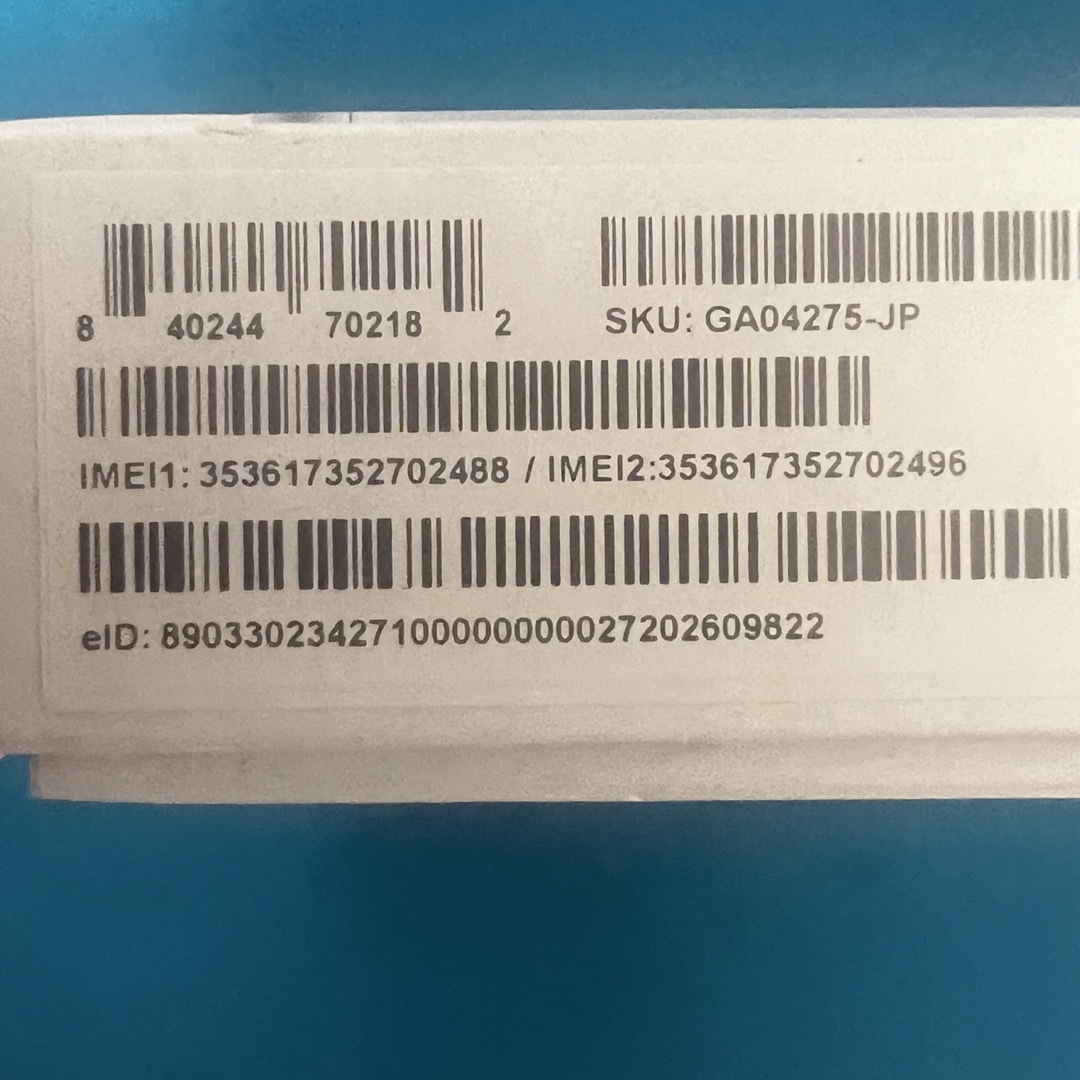 8 40244 70218 2
SKU: GA04275-JP
IMEI1: 353617352702488 / IMEI2:353617352702496
eID: 89033023427100000000027202609822